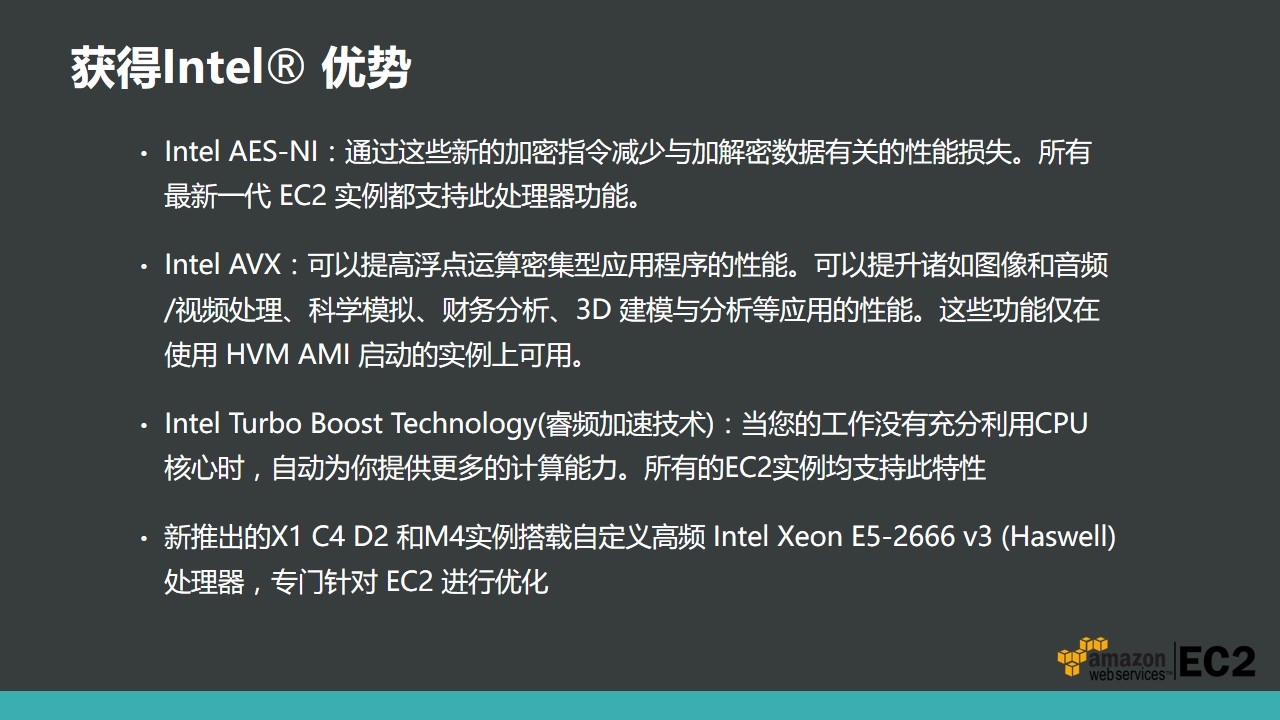 获得Intel® 优势
• Intel AES-NI：通过这些新的加密指令减少与加解密数据有关的性能损失。所有
最新一代 EC2 实例都支持此处理器功能。
• Intel AVX：可以提高浮点运算密集型应用程序的性能。可以提升诸如图像和音频
/视频处理、科学模拟、财务分析、3D 建模与分析等应用的性能。这些功能仅在
使用 HVM AMI 启动的实例上可用。
• Intel Turbo Boost Technology(睿频加速技术)：当您的工作没有充分利用CPU
核心时，自动为你提供更多的计算能力。所有的EC2实例均支持此特性
• 新推出的X1 C4 D2 和M4实例搭载自定义高频 Intel Xeon E5-2666 v3 (Haswell)
处理器，专门针对 EC2 进行优化
amazon
webservices™
EC2